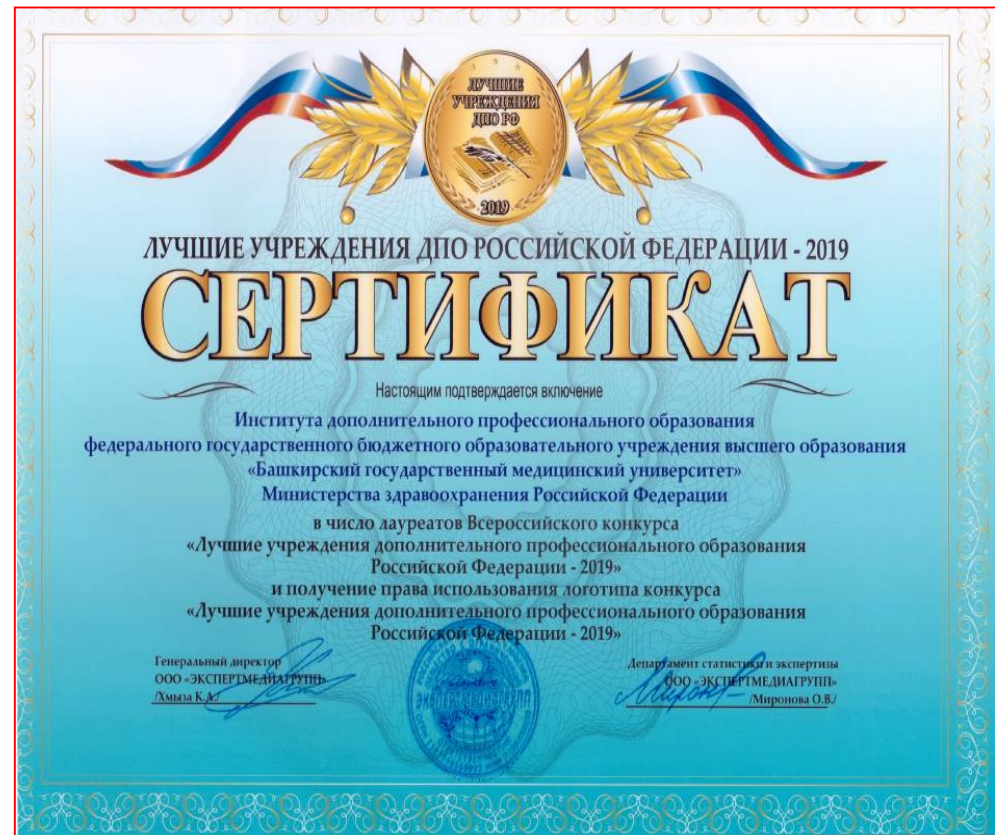 ЛУЧШИЕ
УЧРЕЖДЕНИЯ
ДПО РФ
2019
ЛУЧШИЕ УЧРЕЖДЕНИЯ ДПО РОССИЙСКОЙ ФЕДЕРАЦИИ - 2019
СЕРТИФИКАТ
Настоящим подтверждается включение
Института дополнительного профессионального образования
федерального государственного бюджетного образовательного учреждения высшего образования
«Башкирский государственный медицинский университет»
Министерства здравоохранения Российской Федерации
в число лауреатов Всероссийского конкурса
«Лучшие учреждения дополнительного профессионального образования
Российской Федерации - 2019»
и получение права использования логотипа конкурса
«Лучшие учреждения дополнительного профессионального образования
Российской Федерации - 2019»
Генеральный директор
ООО «ЭКСПЕРТМЕДИАГРУПП»
/Хмыза К.А./
Департамент статистики и экспертизы
ООО «ЭКСПЕРТМЕДИАГРУПП»
/Миронова О.В./